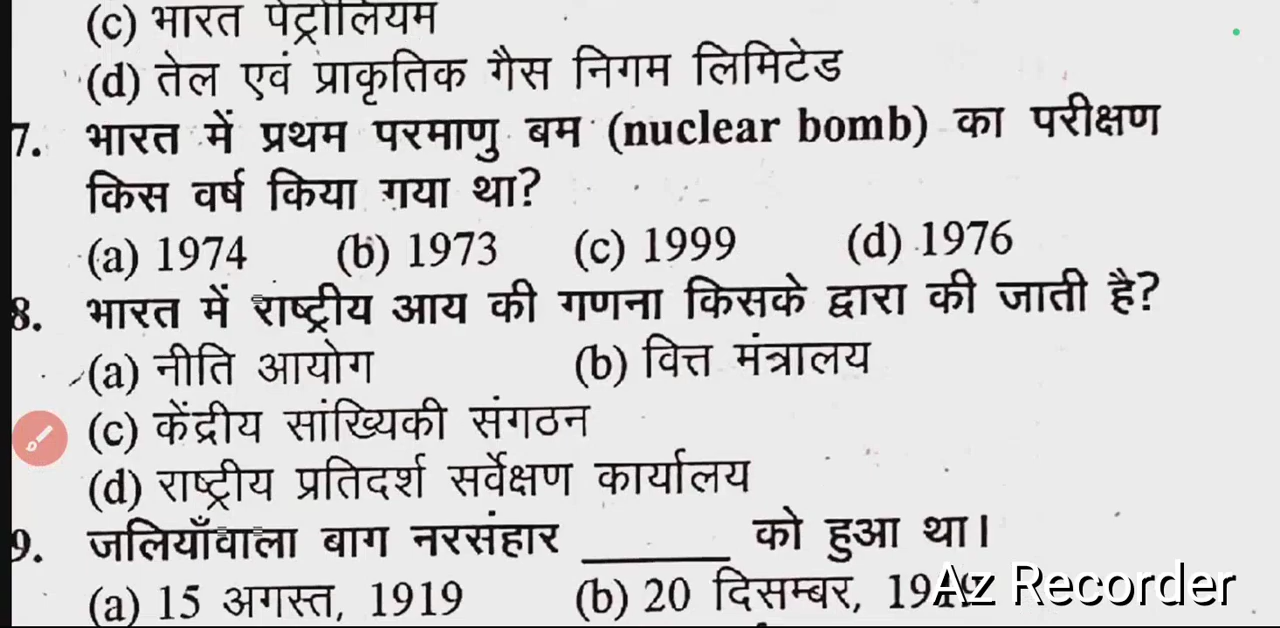 (c) भारत पेट्रोलियम
(d) तेल एवं प्राकृतिक गैस निगम लिमिटेड
7. भारत में प्रथम परमाणु बम (nuclear bomb) का परीक्षण
किस वर्ष किया गया था?
(a) 1974 (b) 1973 (c) 1999 (d) 1976
8. भारत में राष्ट्रीय आय की गणना किसके द्वारा की जाती है?
(a) नीति आयोग (b) वित्त मंत्रालय
(c) केंद्रीय सांख्यिकी संगठन
(d) राष्ट्रीय प्रतिदर्श सर्वेक्षण कार्यालय
9. जलियाँवाला बाग नरसंहार ______ को हुआ था।
(a) 15 अगस्त, 1919 (b) 20 दिसम्बर,
Az Recorder